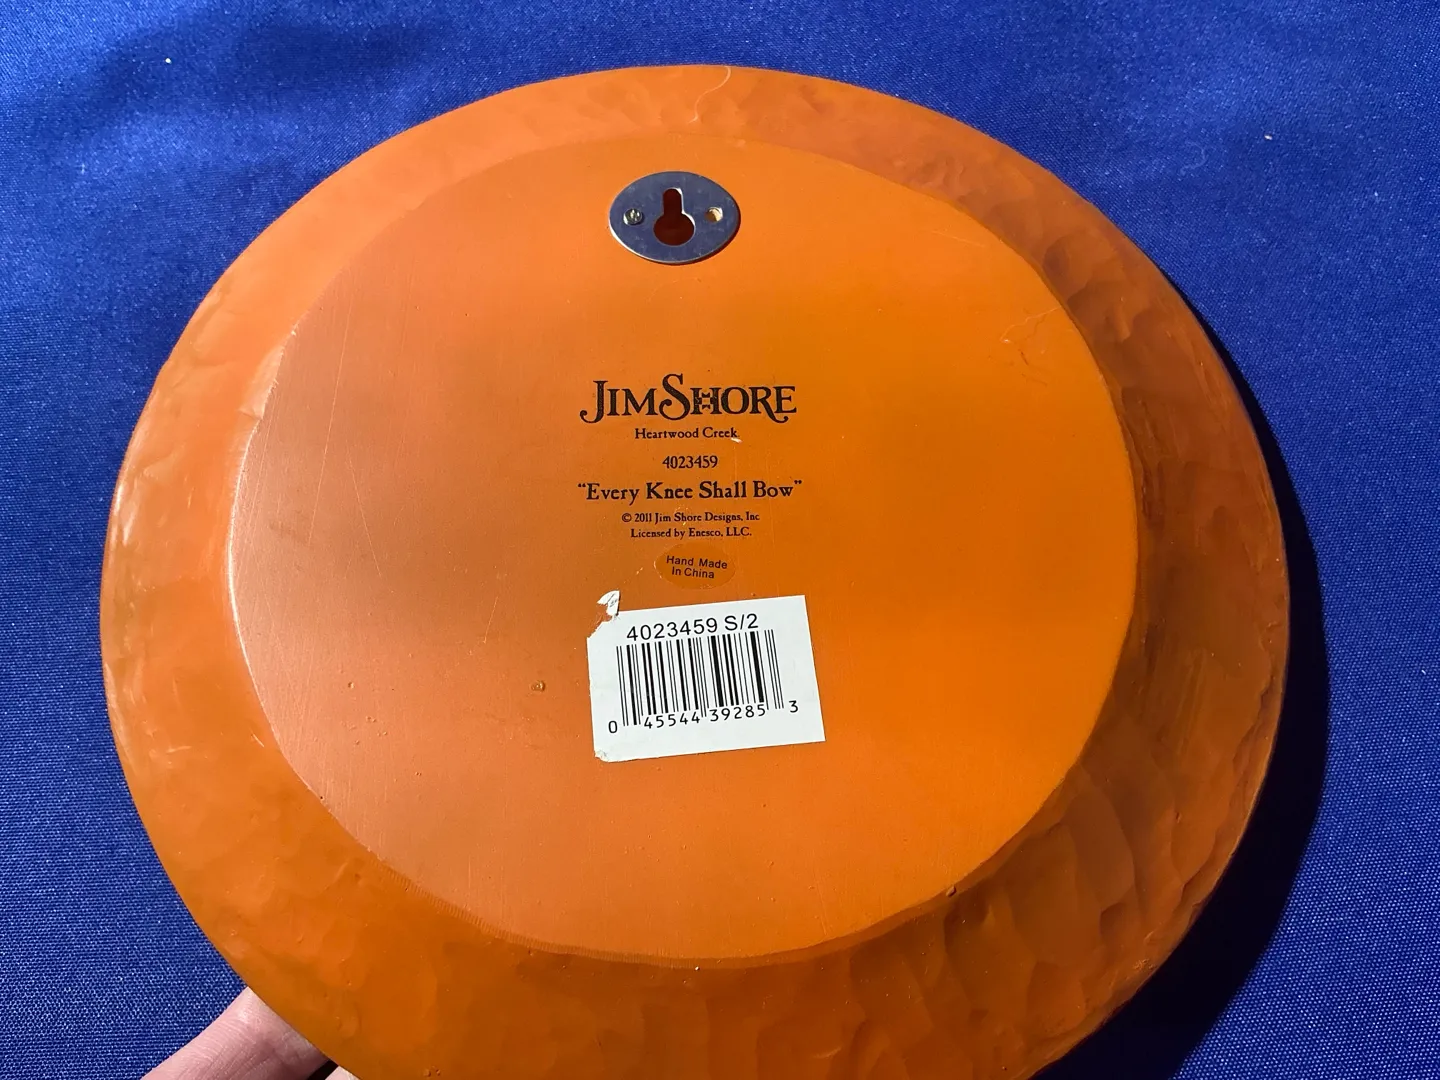 JIMSHORE
Heartwood Creek
4023459
"Every Knee Shall Bow"
© 2011 Jim Shore Designs, Inc
Licensed by Enesco, LLC.
Hand Made
In China
4023459 S/2
0 45544 39285 3